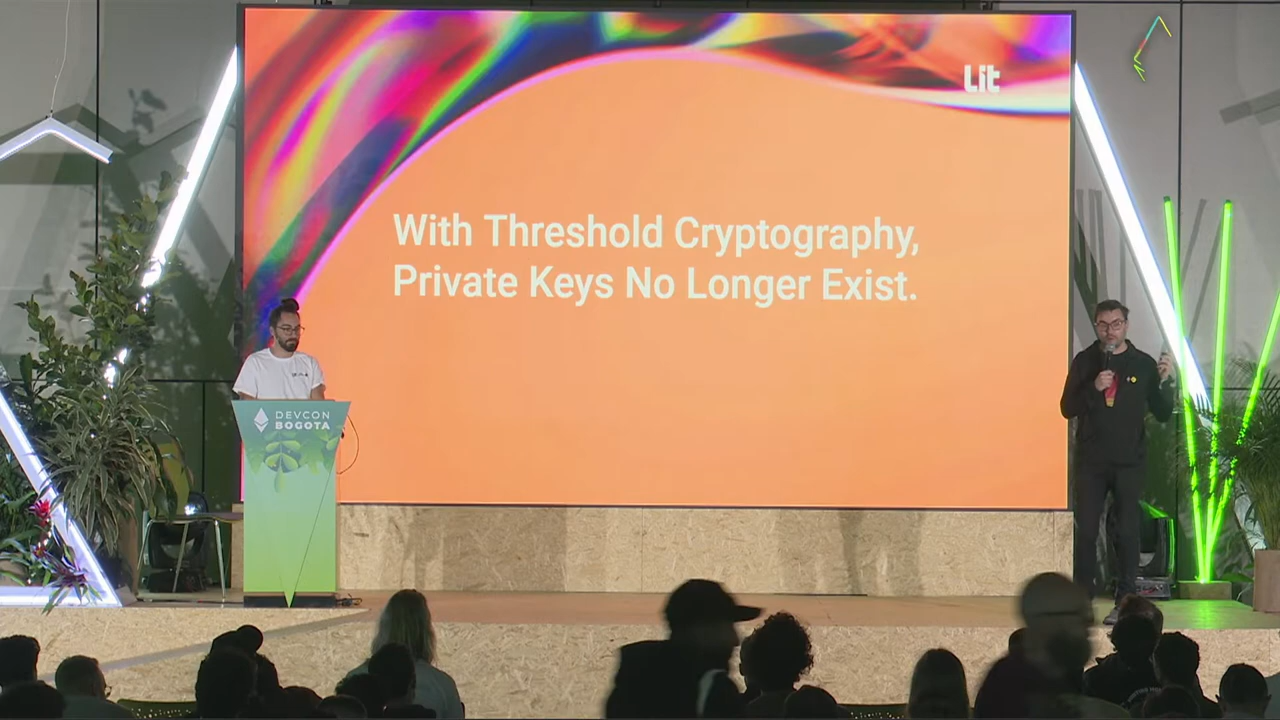 Lit
With Threshold Cryptography,
Private Keys No Longer Exist.
DEVCON
BOGOTA